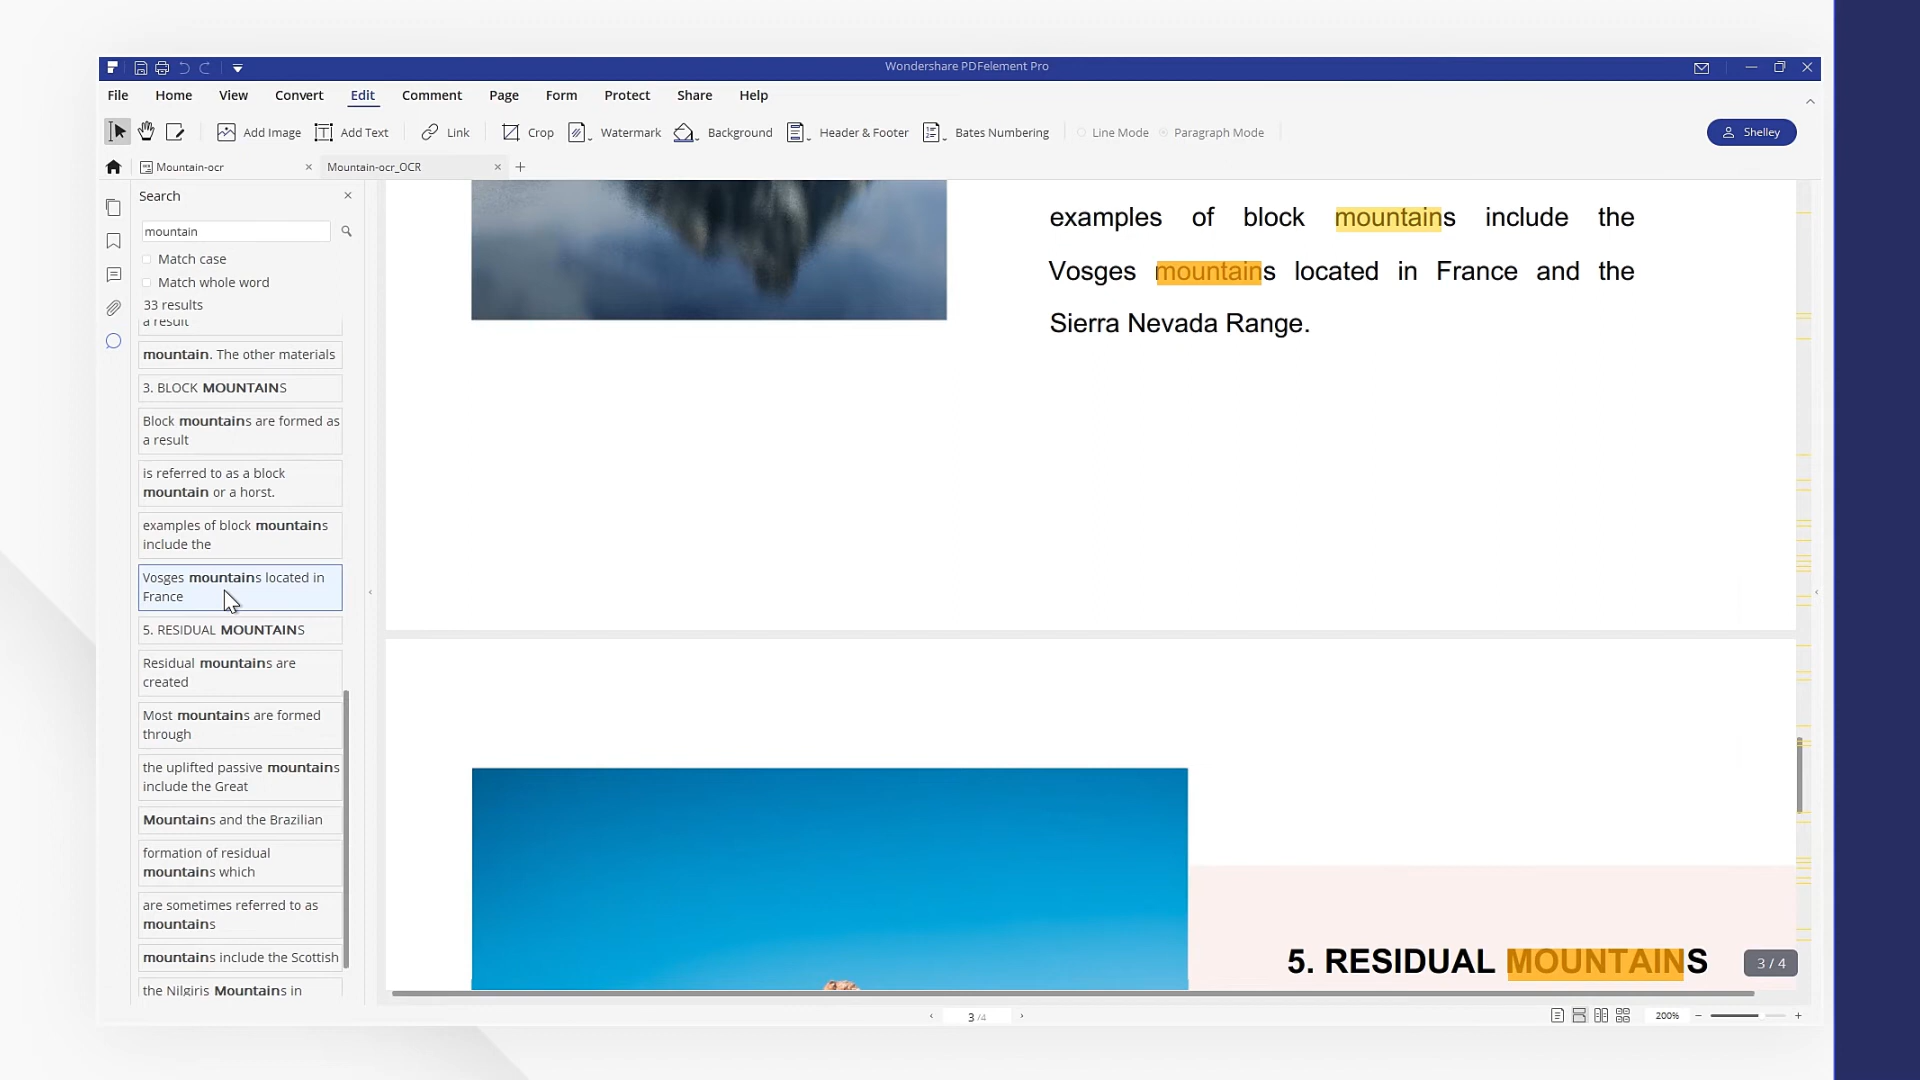 Wondershare PDFelement Pro
File Home View Convert Edit Comment Page Form Protect Share Help
Add Image Add Text Link Crop Watermark Background Header & Footer Bates Numbering Line Mode Paragraph Mode
Shelley
Mountain-ocr
Mountain-ocr_OCR
Search
mountain
Match case
Match whole word
33 results
a result
mountain. The other materials
3. BLOCK MOUNTAINS
Block mountains are formed as
a result
is referred to as a block
mountain or a horst.
examples of block mountains
include the
Vosges mountains located in
France
5. RESIDUAL MOUNTAINS
Residual mountains are
created
Most mountains are formed
through
the uplifted passive mountains
include the Great
Mountains and the Brazilian
formation of residual
mountains which
are sometimes referred to as
mountains
mountains include the Scottish
the Nilgiris Mountains in
examples of block mountains include the
Vosges mountains located in France and the
Sierra Nevada Range.
5. RESIDUAL MOUNTAINS
3 / 4
3 /4
200%